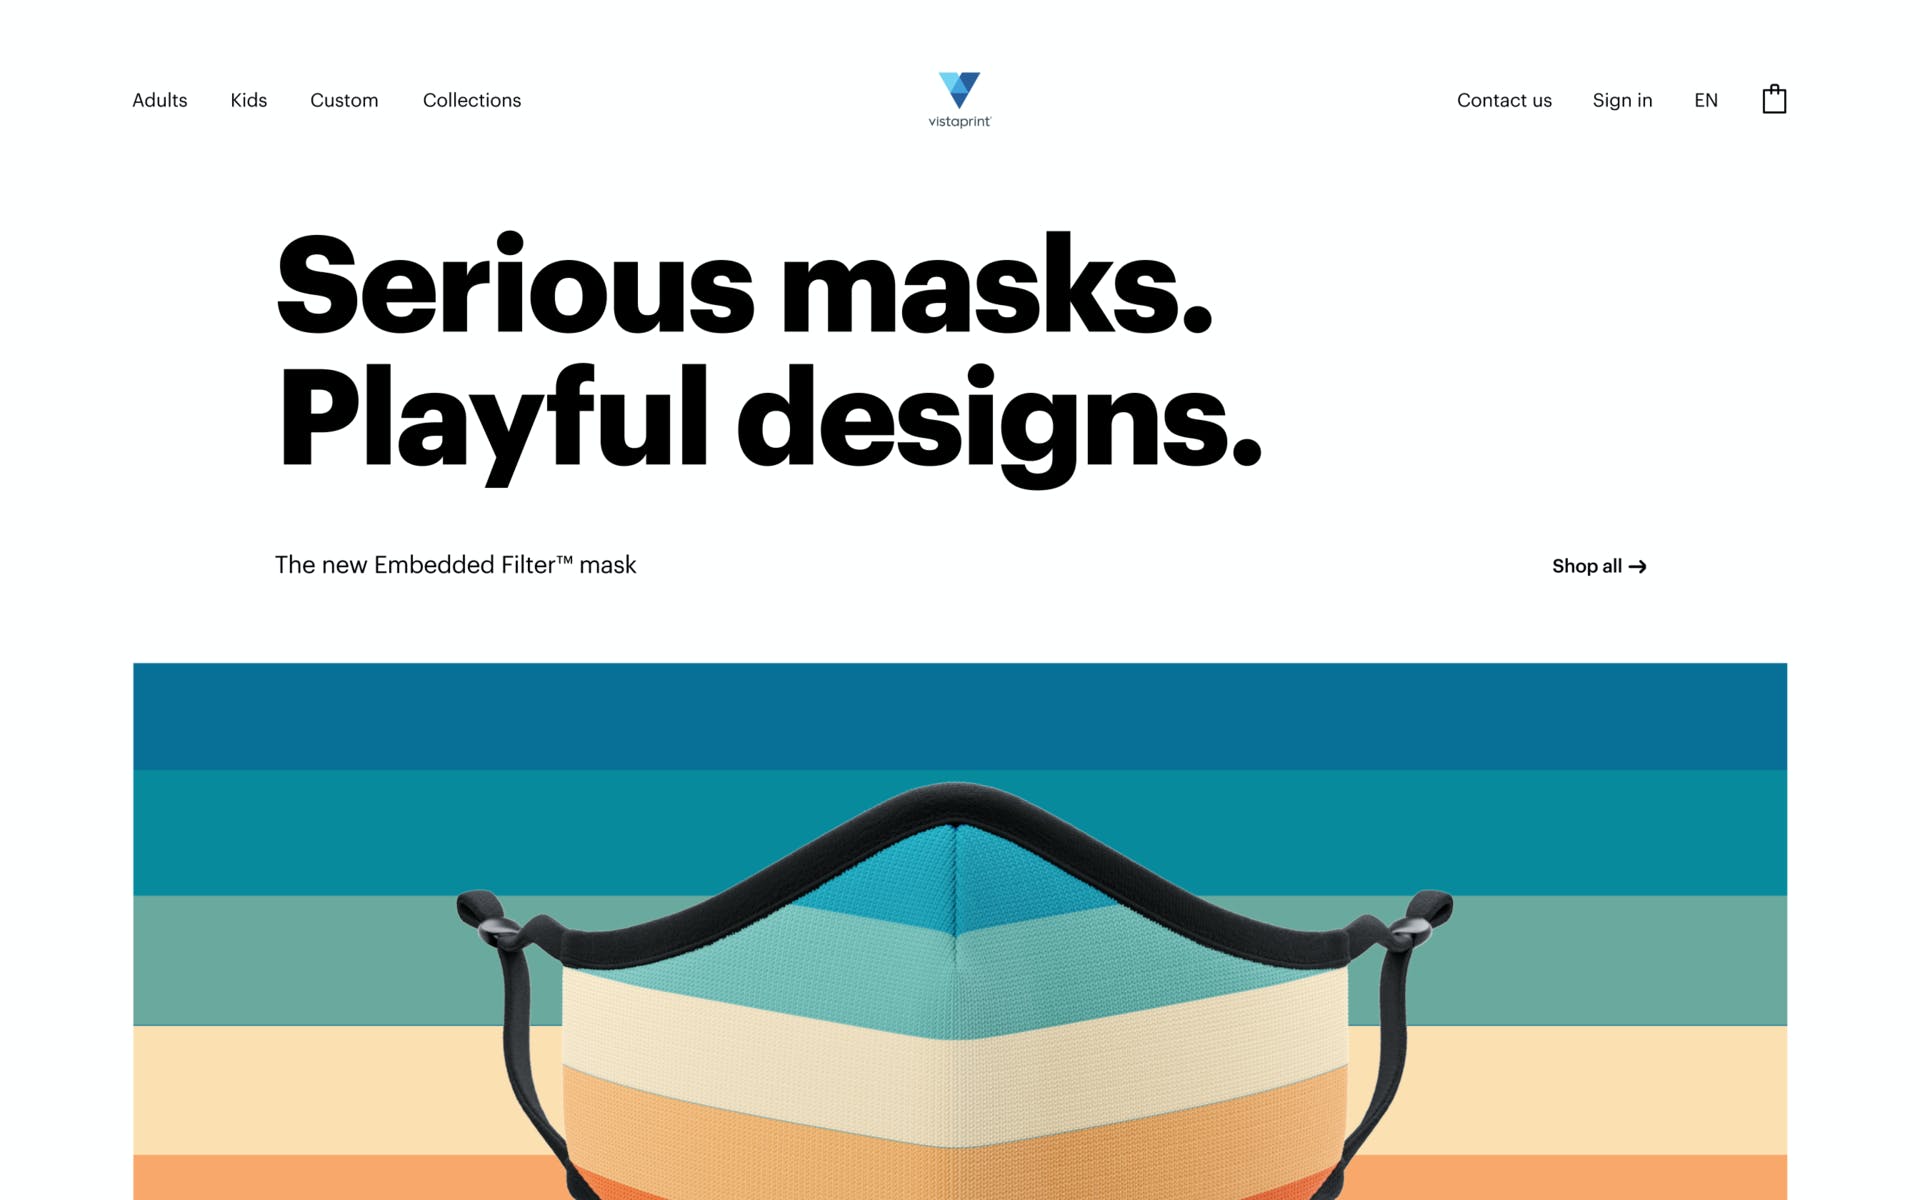 Adults Kids Custom Collections
vistaprint
Contact us Sign in EN
Serious masks.
Playful designs.
The new Embedded Filter™ mask
Shop all →